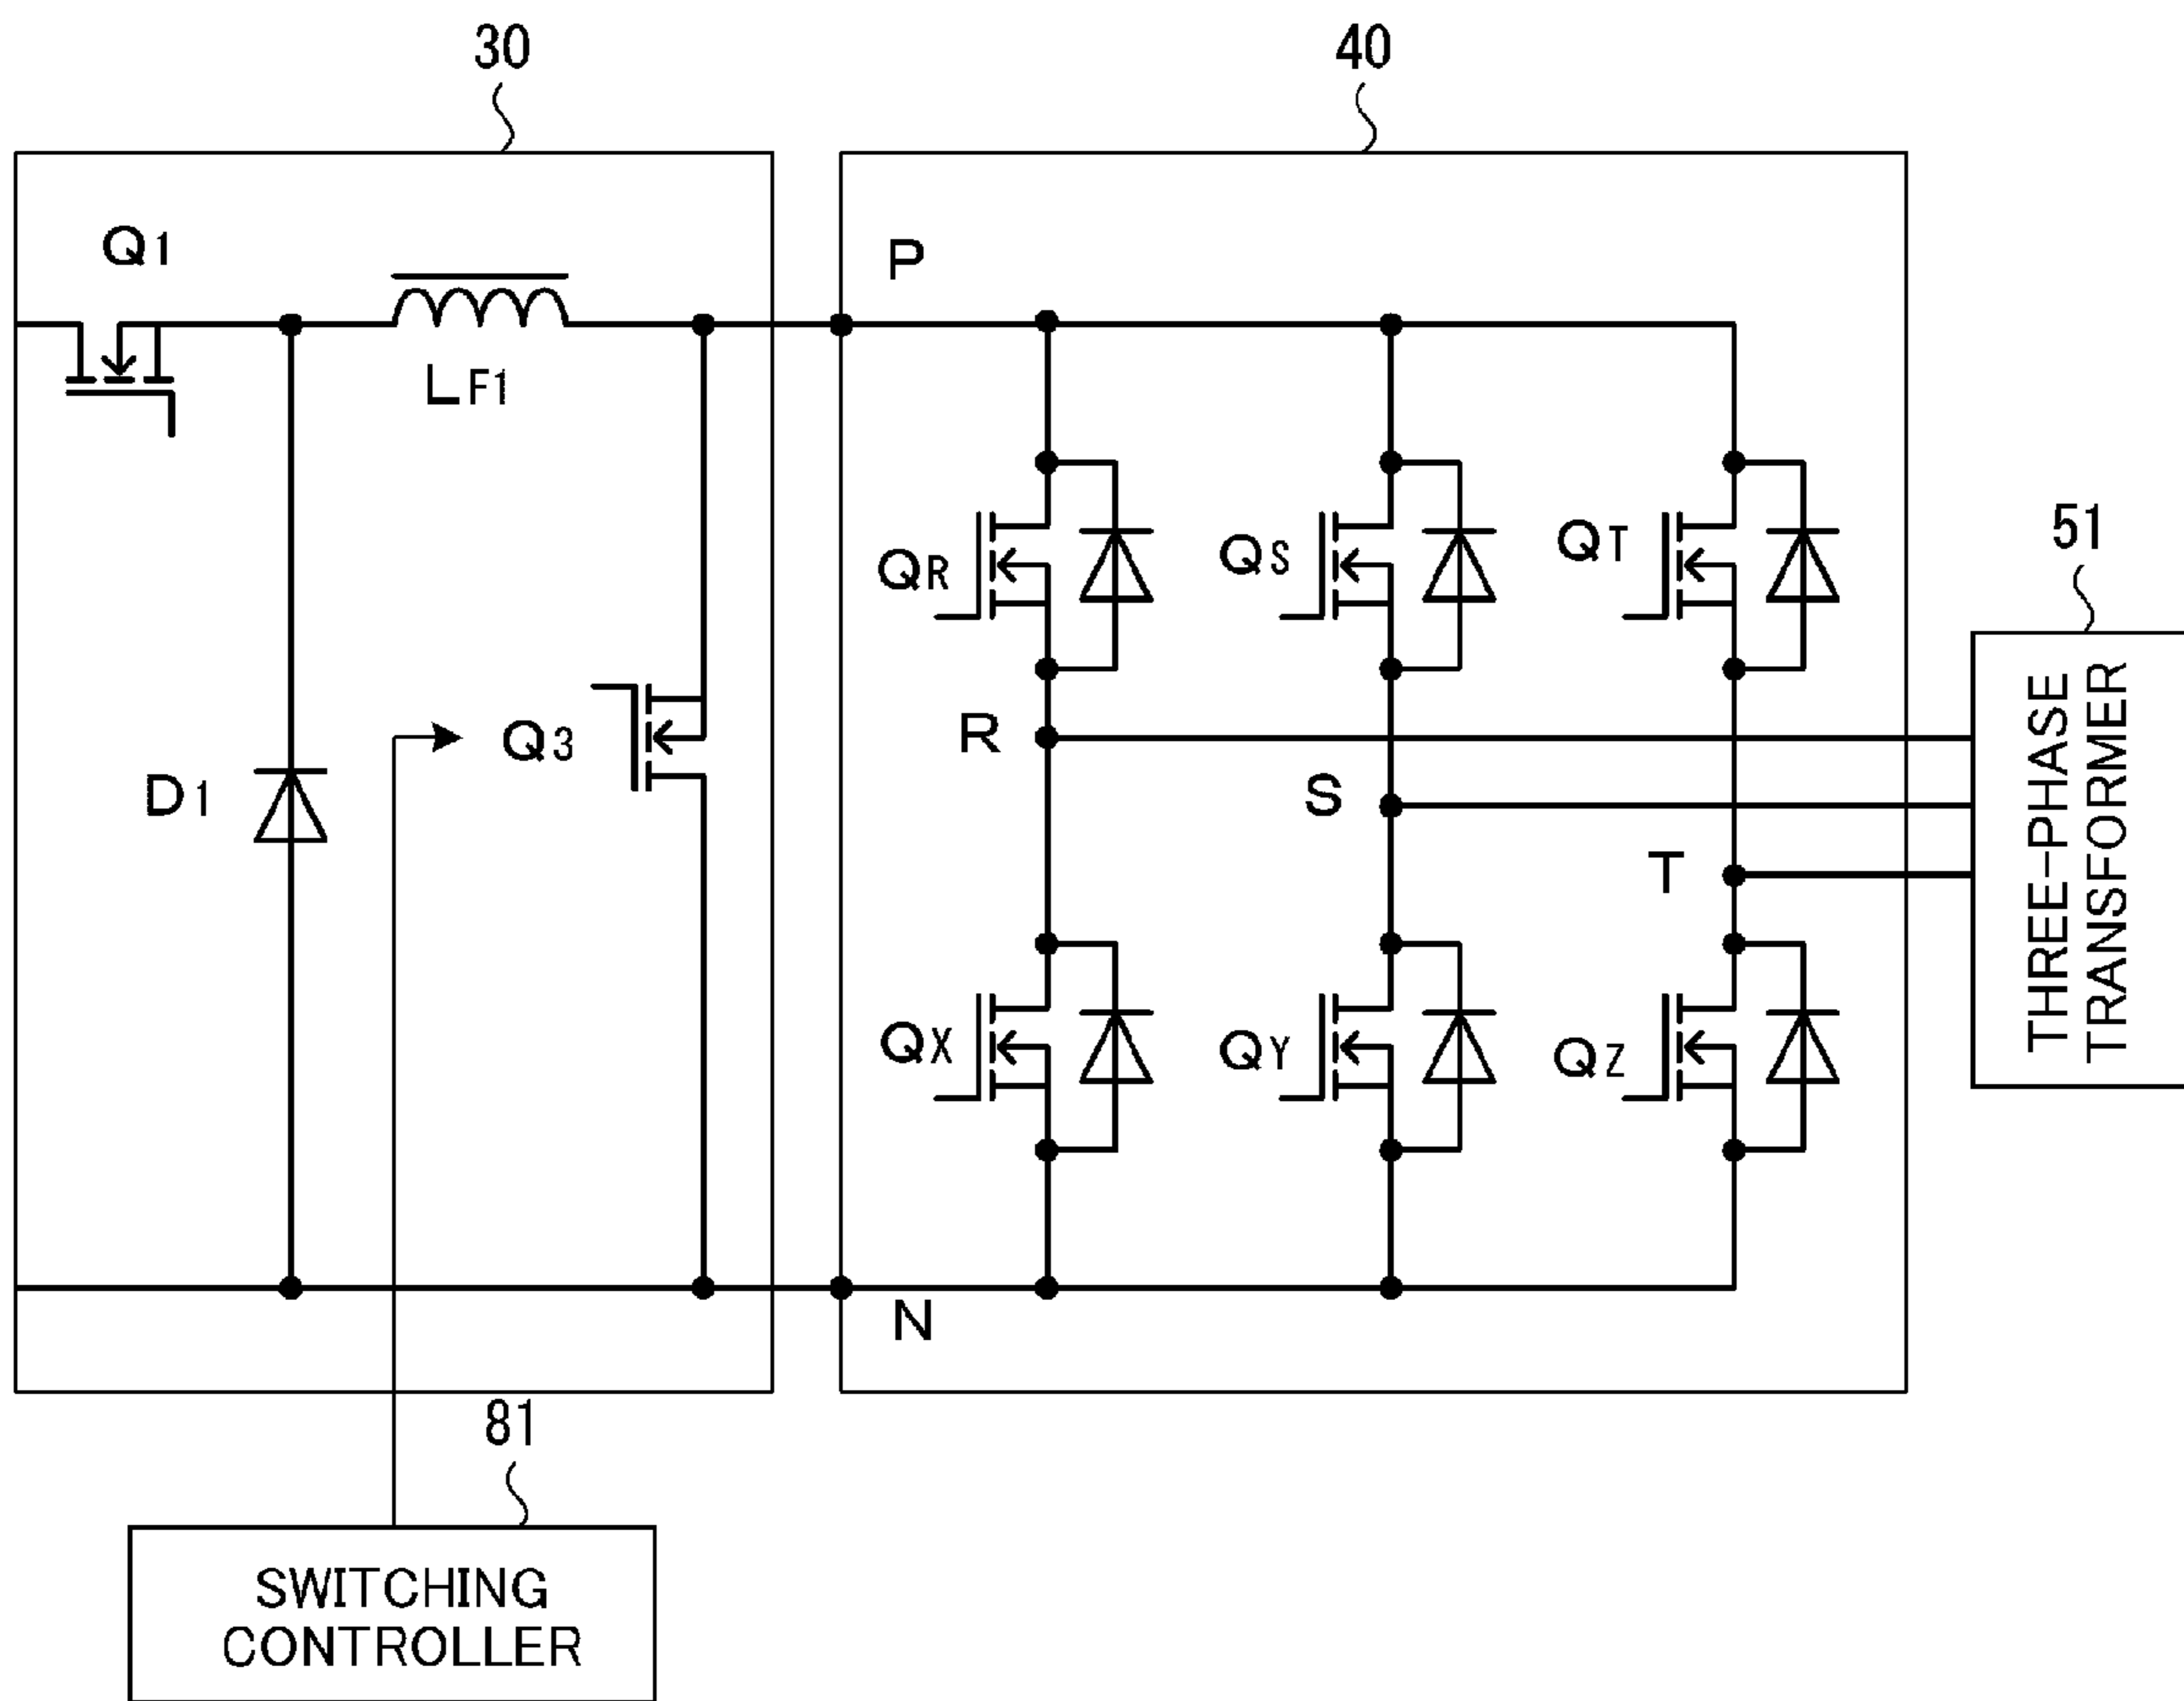 30
40
Q1
P
LF1
QR
QS
QT
51
R
Q3
D1
S
T
THREE-PHASE
TRANSFORMER
QX
QY
QZ
N
81
SWITCHING
CONTROLLER